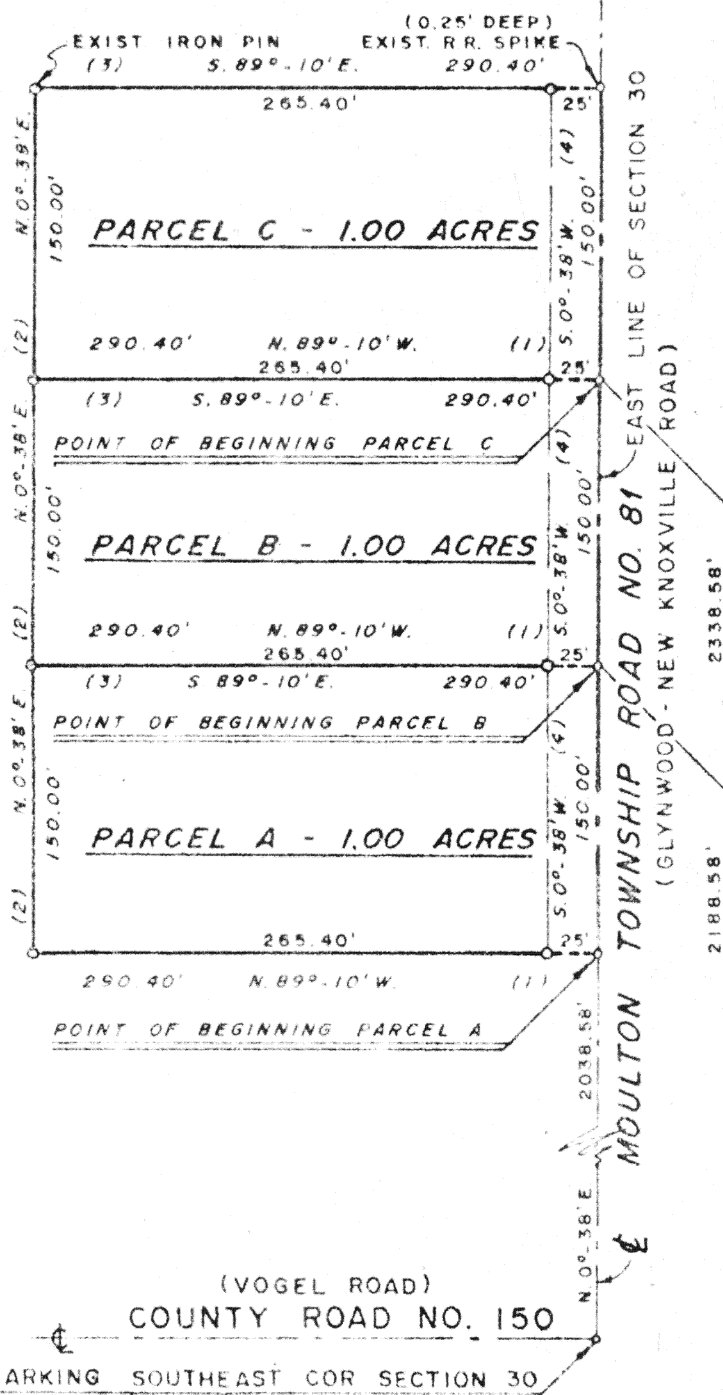 (0.25' DEEP)
EXIST IRON PIN EXIST. R.R. SPIKE
(3) S. 89°-10'E. 290.40'
265.40' 25'
N. 0°-38' E.
150.00'
(2)
PARCEL C - 1.00 ACRES
(4)
S. 0°-38' W.
150.00'
290.40' N. 89°-10' W. (1)
265.40' 25'
(3) S. 89°-10' E. 290.40'
POINT OF BEGINNING PARCEL C
N. 0°-38' E.
150.00'
(2)
PARCEL B - 1.00 ACRES
(4)
S. 0°-38' W.
150.00'
290.40' N. 89°-10' W. (1)
265.40' 25'
(3) S 89°-10' E. 290.40'
POINT OF BEGINNING PARCEL B
N. 0°-38' E.
150.00'
(2)
PARCEL A - 1.00 ACRES
(4)
S. 0°-38' W.
150.00'
265.40' 25'
290.40' N. 89°-10' W. (1)
POINT OF BEGINNING PARCEL A
EAST LINE OF SECTION 30
MOULTON TOWNSHIP ROAD NO. 81
(GLYNWOOD - NEW KNOXVILLE ROAD)
2338.58'
2188.58'
2038.58'
N 0°-38' E
℄
(VOGEL ROAD)
COUNTY ROAD NO. 150
℄
ARKING SOUTHEAST COR SECTION 30